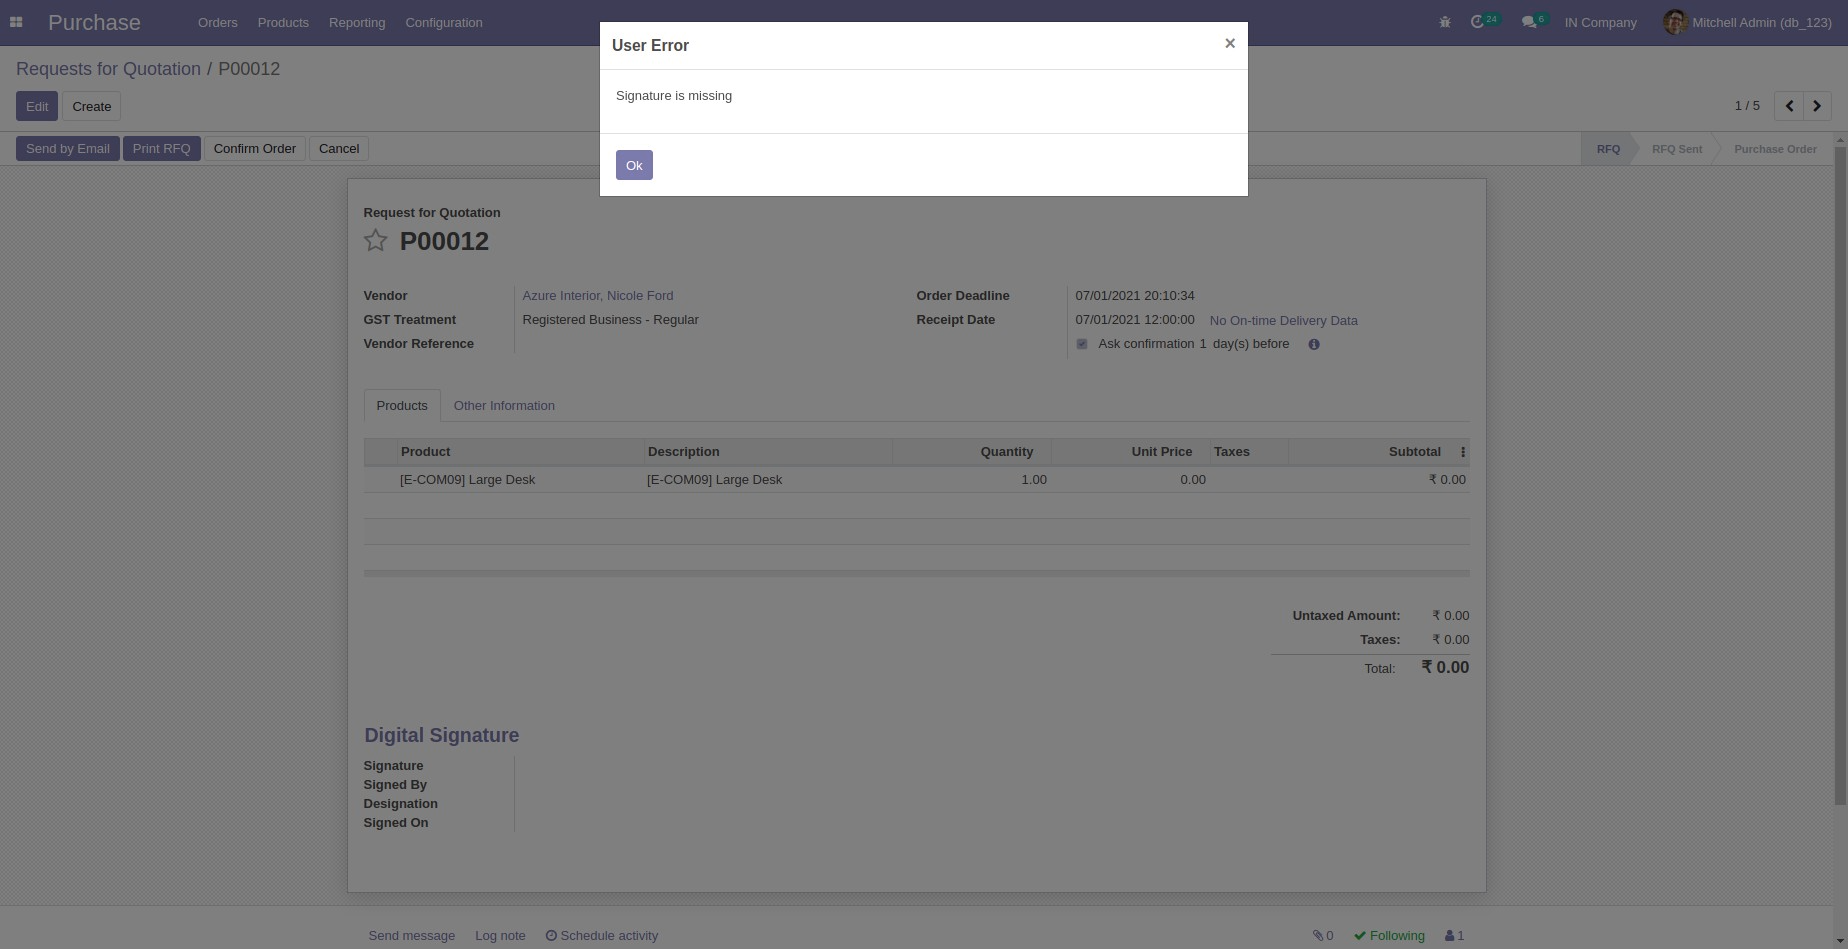 Purchase Orders Products Reporting Configuration 24 6 IN Company Mitchell Admin (db_123)
User Error ×
Signature is missing
Ok
Requests for Quotation / P00012
Edit Create 1 / 5
Send by Email Print RFQ Confirm Order Cancel RFQ RFQ Sent Purchase Order
Request for Quotation
P00012
Vendor Azure Interior, Nicole Ford Order Deadline 07/01/2021 20:10:34
GST Treatment Registered Business - Regular Receipt Date 07/01/2021 12:00:00 No On-time Delivery Data
Vendor Reference Ask confirmation 1 day(s) before
Products Other Information
Product Description Quantity Unit Price Taxes Subtotal
[E-COM09] Large Desk [E-COM09] Large Desk 1.00 0.00 ₹ 0.00
Untaxed Amount: ₹ 0.00
Taxes: ₹ 0.00
Total: ₹ 0.00
Digital Signature
Signature
Signed By
Designation
Signed On
Send message Log note Schedule activity 0 Following 1